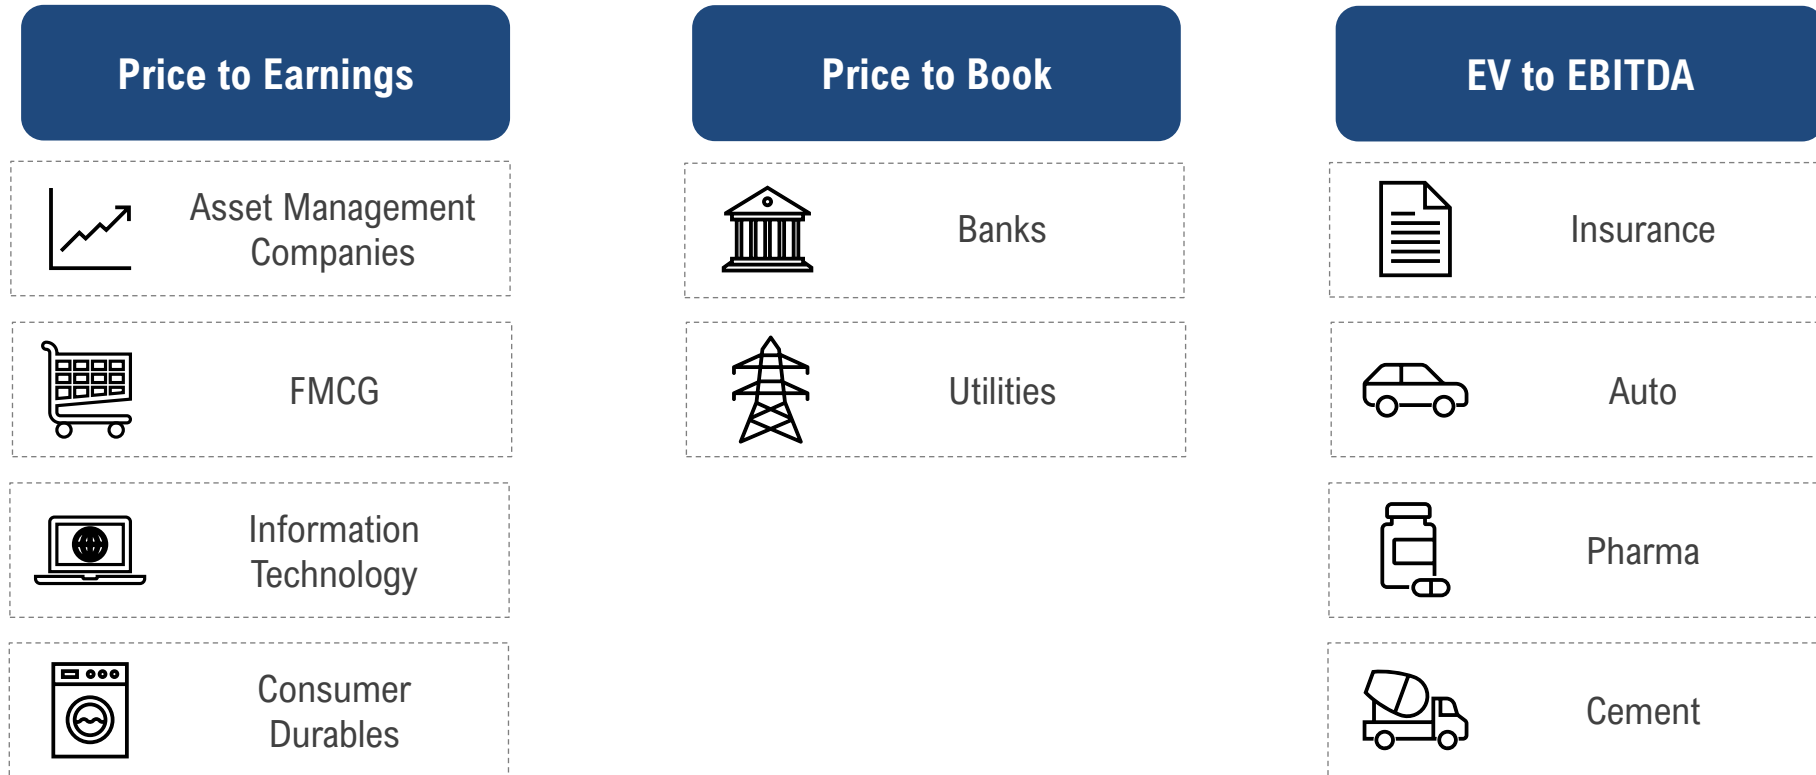 Price to Earnings
Asset Management
Companies
FMCG
Information
Technology
Consumer
Durables
Price to Book
Banks
Utilities
EV to EBITDA
Insurance
Auto
Pharma
Cement